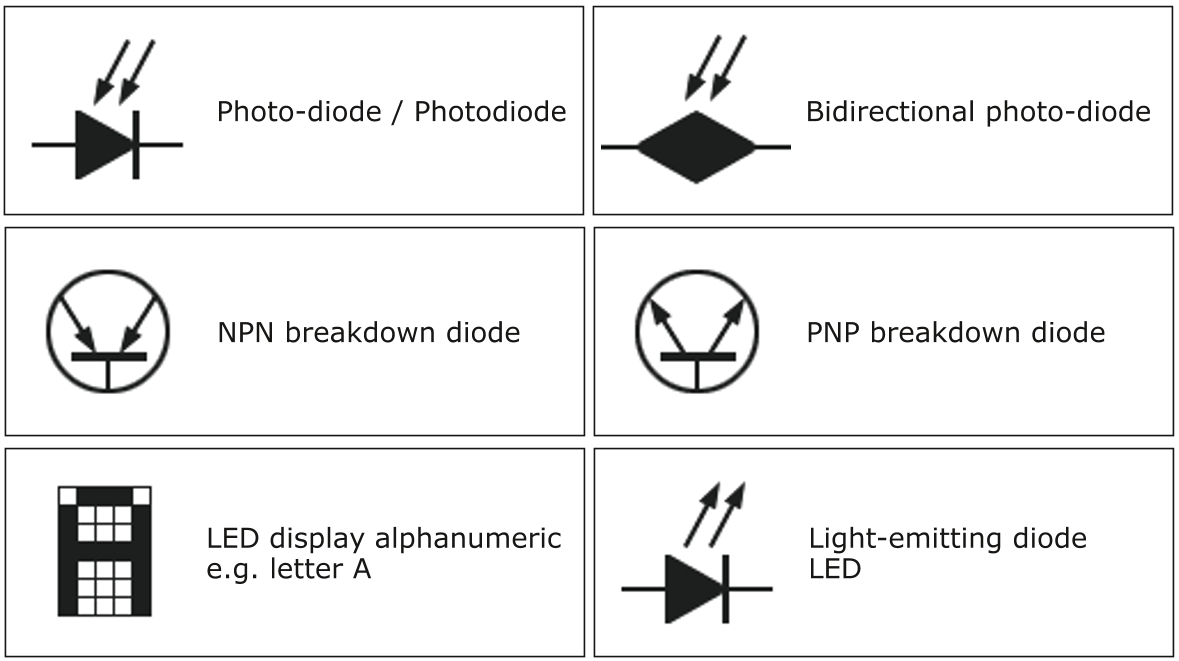 Photo-diode / Photodiode
Bidirectional photo-diode
NPN breakdown diode
PNP breakdown diode
LED display alphanumeric
e.g. letter A
Light-emitting diode
LED